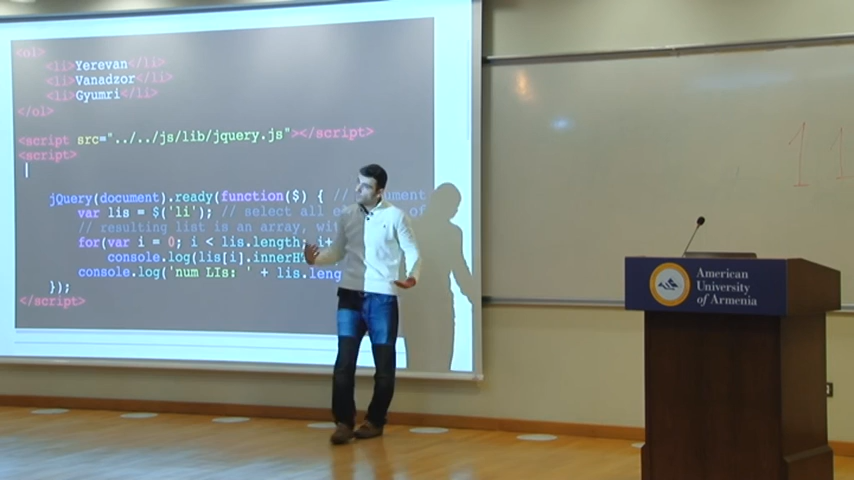 <ol>
<li>Yerevan</li>
<li>Vanadzor</li>
<li>Gyumri</li>
</ol>
<script src="../../js/lib/jquery.js"></script>
<script>
jQuery(document).ready(function($) { //
var lis = $('li'); // select all of
// resulting list is an array,
for(var i = 0; i < lis.length; i+
console.log(lis[i].innerH
console.log('num LIs: ' + lis.leng
});
</script>
11
American
University
of Armenia